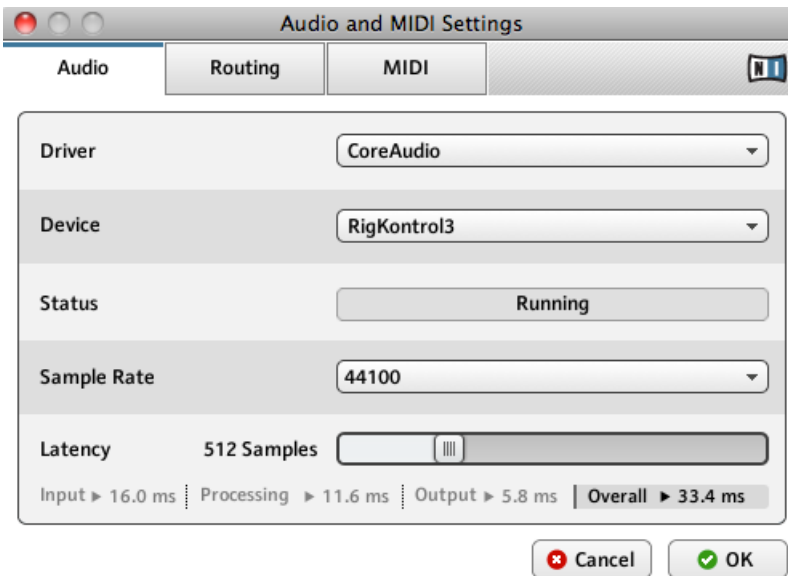 Audio and MIDI Settings
Audio Routing MIDI NI
Driver CoreAudio
Device RigKontrol3
Status Running
Sample Rate 44100
Latency 512 Samples
Input ▸ 16.0 ms Processing ▸ 11.6 ms Output ▸ 5.8 ms Overall ▸ 33.4 ms
Cancel OK